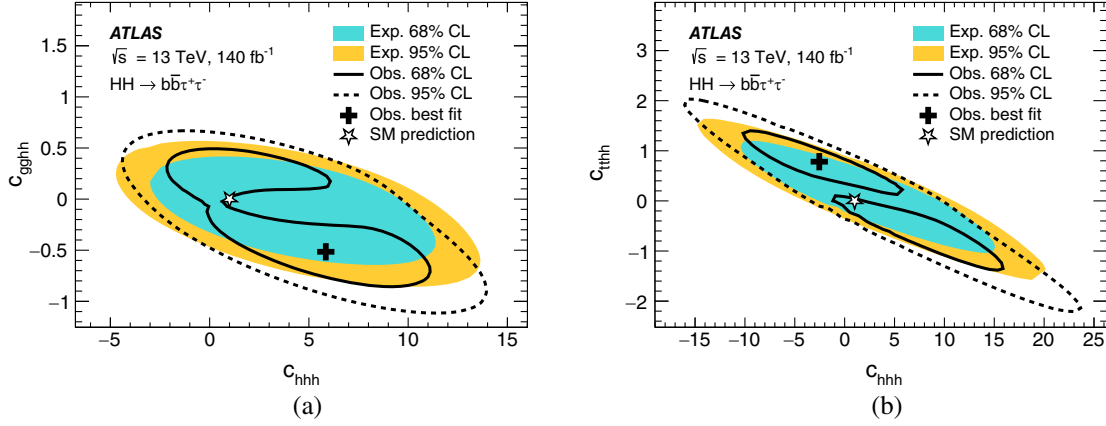 ATLAS
√s = 13 TeV, 140 fb⁻¹
HH → bb̄τ⁺τ⁻
Exp. 68% CL
Exp. 95% CL
Obs. 68% CL
Obs. 95% CL
Obs. best fit
SM prediction
c_gghh
1.5
1
0.5
0
−0.5
−1
−5 0 5 10 15
c_hhh
(a)
ATLAS
√s = 13 TeV, 140 fb⁻¹
HH → bb̄τ⁺τ⁻
Exp. 68% CL
Exp. 95% CL
Obs. 68% CL
Obs. 95% CL
Obs. best fit
SM prediction
c_tthh
3
2
1
0
−1
−2
−15 −10 −5 0 5 10 15 20 25
c_hhh
(b)